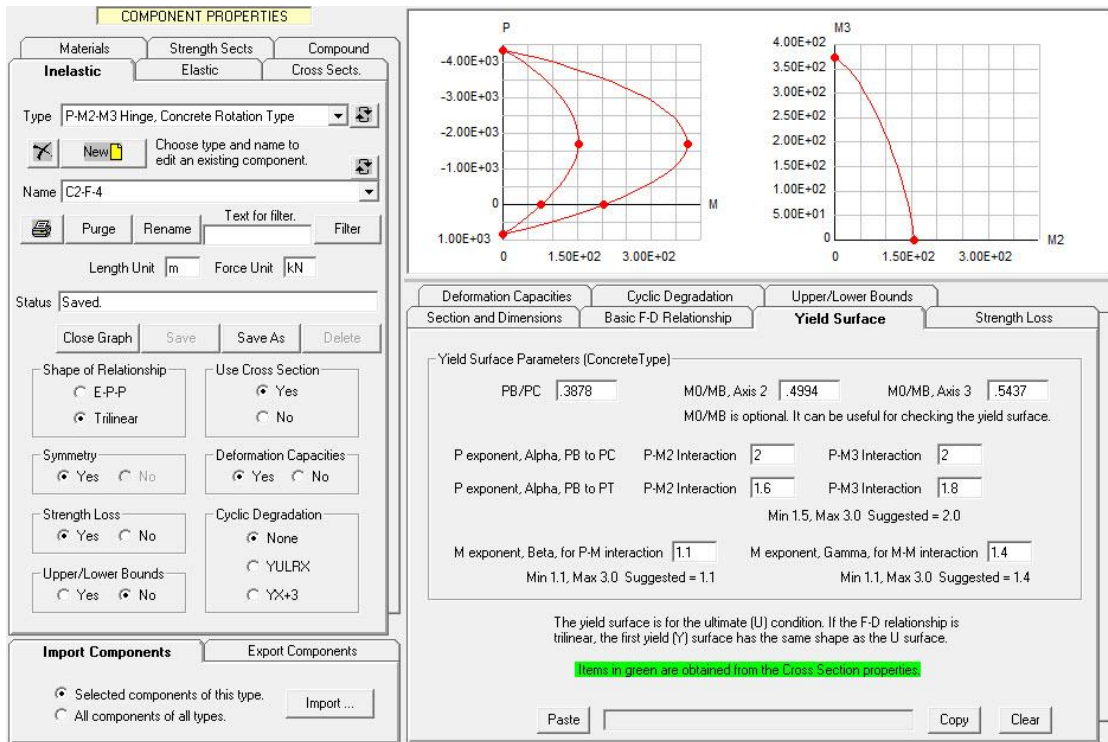 COMPONENT PROPERTIES
Materials Strength Sects Compound
Inelastic Elastic Cross Sects.
Type P-M2-M3 Hinge, Concrete Rotation Type
New Choose type and name to
edit an existing component.
Name C2-F-4
Text for filter.
Purge Rename Filter
Length Unit m Force Unit kN
Status Saved.
Close Graph Save Save As Delete
Shape of Relationship
E-P-P
Trilinear
Use Cross Section
Yes
No
Symmetry
Yes No
Deformation Capacities
Yes No
Strength Loss
Yes No
Cyclic Degradation
None
YULRX
YX+3
Upper/Lower Bounds
Yes No
Import Components Export Components
Selected components of this type.
All components of all types.
Import ...
P
-4.00E+03
-3.00E+03
-2.00E+03
-1.00E+03
0
1.00E+03
M
0 1.50E+02 3.00E+02
M3
4.00E+02
3.50E+02
3.00E+02
2.50E+02
2.00E+02
1.50E+02
1.00E+02
5.00E+01
0
M2
0 1.50E+02 3.00E+02
Deformation Capacities Cyclic Degradation Upper/Lower Bounds
Section and Dimensions Basic F-D Relationship Yield Surface Strength Loss
Yield Surface Parameters (ConcreteType)
PB/PC .3878 M0/MB, Axis 2 .4994 M0/MB, Axis 3 .5437
M0/MB is optional. It can be useful for checking the yield surface.
P exponent, Alpha, PB to PC P-M2 Interaction 2 P-M3 Interaction 2
P exponent, Alpha, PB to PT P-M2 Interaction 1.6 P-M3 Interaction 1.8
Min 1.5, Max 3.0 Suggested = 2.0
M exponent, Beta, for P-M interaction 1.1 M exponent, Gamma, for M-M interaction 1.4
Min 1.1, Max 3.0 Suggested = 1.1 Min 1.1, Max 3.0 Suggested = 1.4
The yield surface is for the ultimate (U) condition. If the F-D relationship is
trilinear, the first yield (Y) surface has the same shape as the U surface.
Items in green are obtained from the Cross Section properties.
Paste Copy Clear